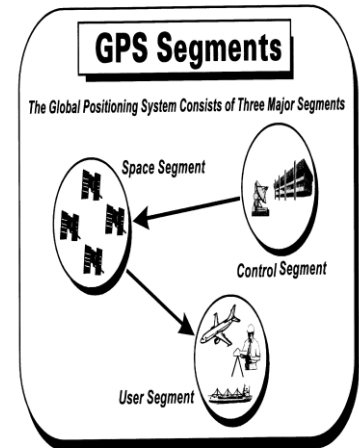 GPS Segments
The Global Positioning System Consists of Three Major Segments
Space Segment
Control Segment
User Segment